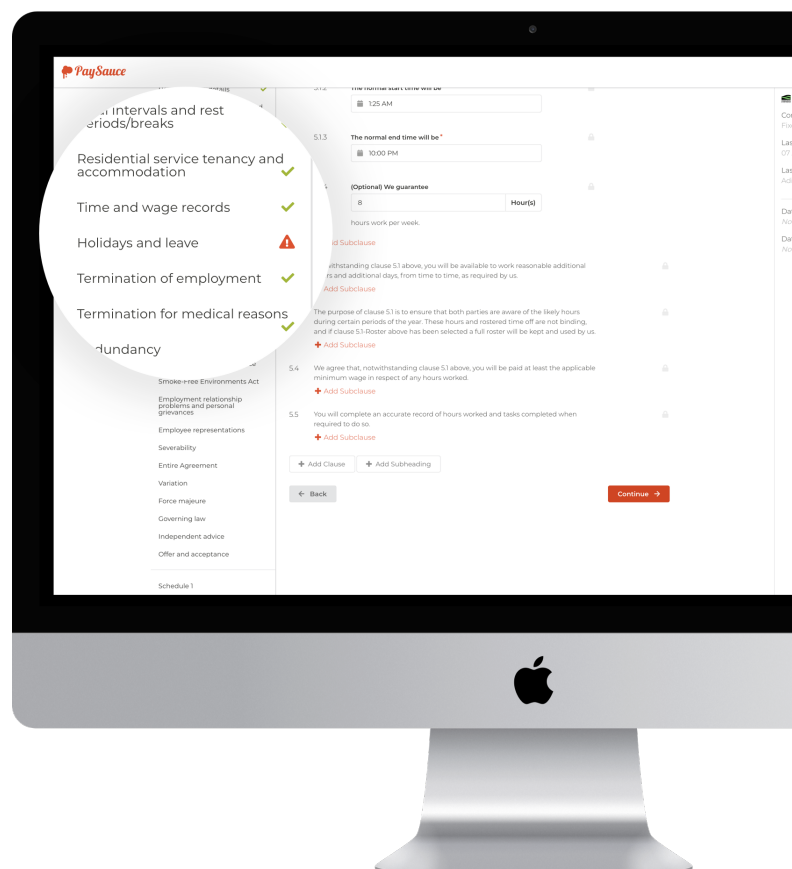 PaySauce
intervals and rest
periods/breaks
Residential service tenancy and
accommodation
Time and wage records
Holidays and leave
Termination of employment
Termination for medical reasons
Smoke-Free Environments Act
Employment relationship
problems and personal
grievances
Employee representations
Severability
Entire Agreement
Variation
Force majeure
Governing law
Independent advice
Offer and acceptance
Schedule 1
5.1.2 The normal start time will be
1:25 AM
5.1.3 The normal end time will be *
10:00 PM
(Optional) We guarantee
8 Hour(s)
hours work per week.
Subclause
clause 5.1 above, you will be available to work reasonable additional
and additional days, from time to time, as required by us.
Add Subclause
The purpose of clause 5.1 is to ensure that both parties are aware of the likely hours
during certain periods of the year. These hours and rostered time off are not binding,
and if clause 5.1-Roster above has been selected a full roster will be kept and used by us.
+ Add Subclause
5.4 We agree that, notwithstanding clause 5.1 above, you will be paid at least the applicable
minimum wage in respect of any hours worked.
+ Add Subclause
5.5 You will complete an accurate record of hours worked and tasks completed when
required to do so.
+ Add Subclause
+ Add Clause + Add Subheading
← Back
Continue →
07